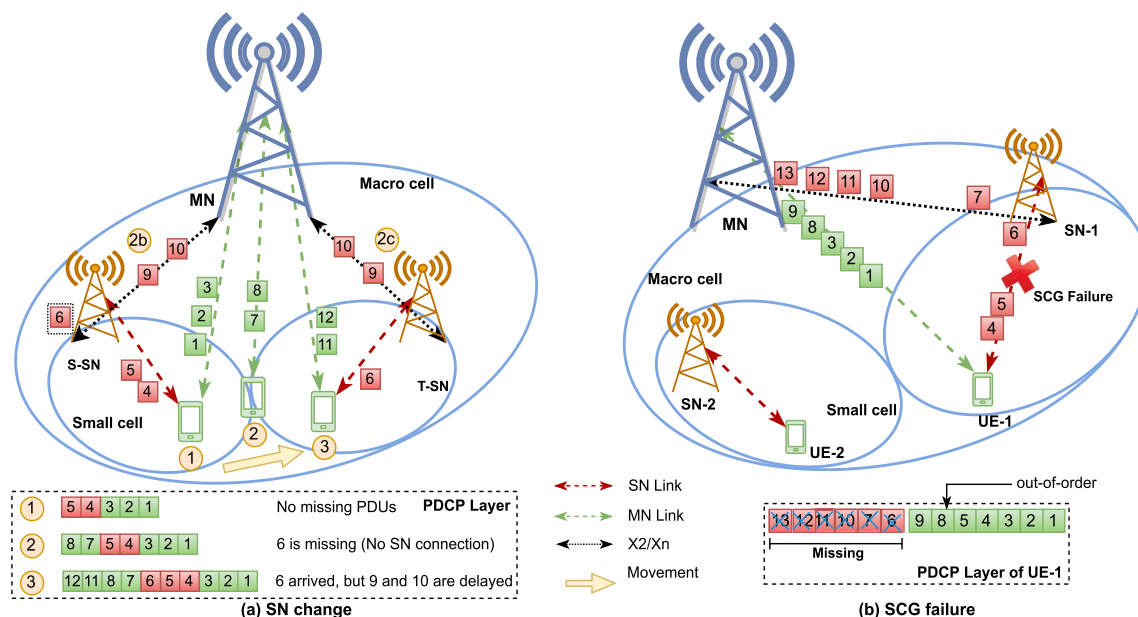 Macro cell
MN
2b
2c
10
9
10
9
6
S-SN
T-SN
3
2
1
8
7
12
11
5
4
6
Small cell
1
2
3
1 5 4 3 2 1 No missing PDUs PDCP Layer
2 8 7 5 4 3 2 1 6 is missing (No SN connection)
3 12 11 8 7 6 5 4 3 2 1 6 arrived, but 9 and 10 are delayed
(a) SN change
SN Link
MN Link
X2/Xn
Movement
MN
13 12 11 10 7
9
8
3
2
1
6
5
4
SN-1
SCG Failure
Macro cell
SN-2
Small cell
UE-1
UE-2
out-of-order
13 12 11 10 7 6 9 8 5 4 3 2 1
Missing
PDCP Layer of UE-1
(b) SCG failure